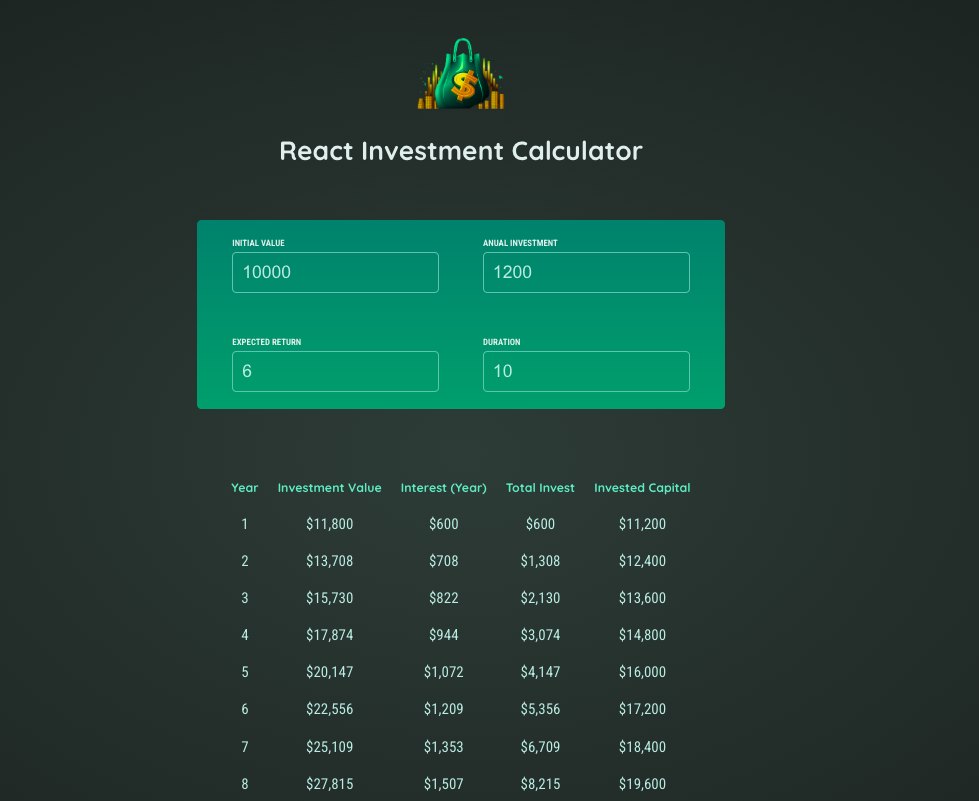 $
React Investment Calculator
INITIAL VALUE ANUAL INVESTMENT
10000 1200
EXPECTED RETURN DURATION
6 10
Year Investment Value Interest (Year) Total Invest Invested Capital
1 $11,800 $600 $600 $11,200
2 $13,708 $708 $1,308 $12,400
3 $15,730 $822 $2,130 $13,600
4 $17,874 $944 $3,074 $14,800
5 $20,147 $1,072 $4,147 $16,000
6 $22,556 $1,209 $5,356 $17,200
7 $25,109 $1,353 $6,709 $18,400
8 $27,815 $1,507 $8,215 $19,600